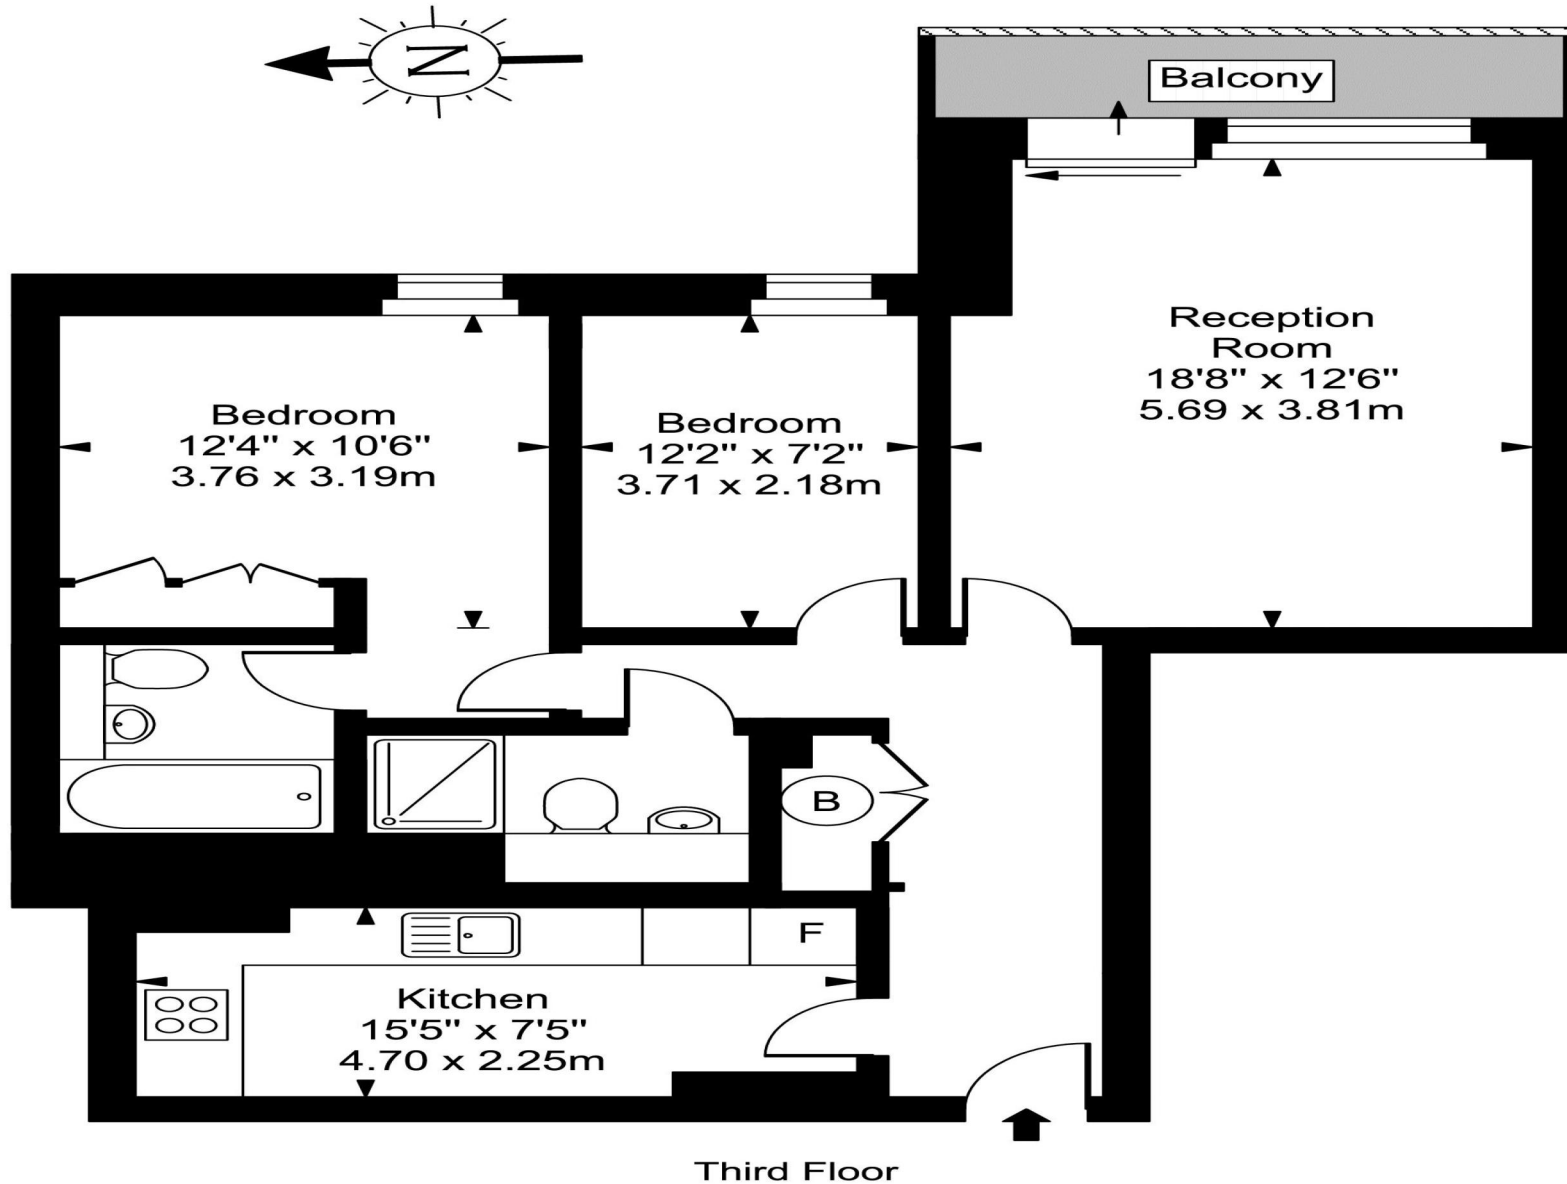 N
Balcony
Reception
Room
18'8" x 12'6"
5.69 x 3.81m
Bedroom
12'4" x 10'6"
3.76 x 3.19m
Bedroom
12'2" x 7'2"
3.71 x 2.18m
B
F
Kitchen
15'5" x 7'5"
4.70 x 2.25m
Third Floor